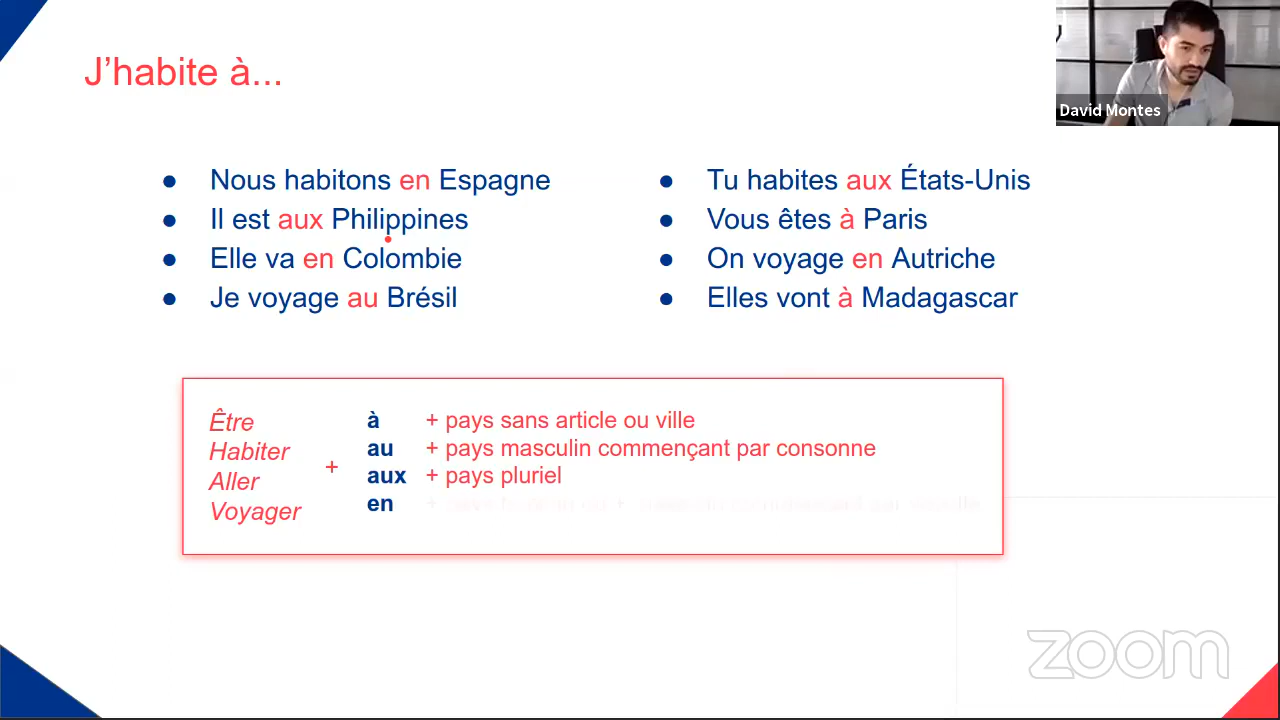 J'habite à...
David Montes
● Nous habitons en Espagne
● Il est aux Philippines
● Elle va en Colombie
● Je voyage au Brésil
● Tu habites aux États-Unis
● Vous êtes à Paris
● On voyage en Autriche
● Elles vont à Madagascar
Être
Habiter
Aller
Voyager
+
à + pays sans article ou ville
au + pays masculin commençant par consonne
aux + pays pluriel
en
zoom